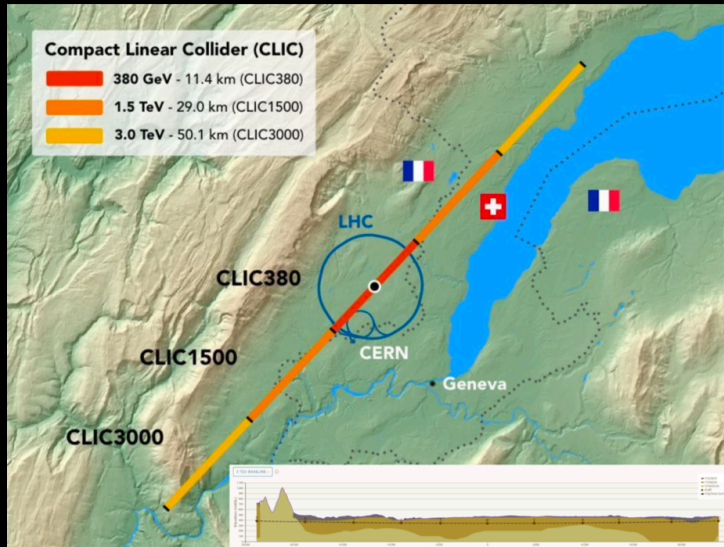 Compact Linear Collider (CLIC)
380 GeV - 11.4 km (CLIC380)
1.5 TeV - 29.0 km (CLIC1500)
3.0 TeV - 50.1 km (CLIC3000)
LHC
CLIC380
CERN
CLIC1500
Geneva
CLIC3000